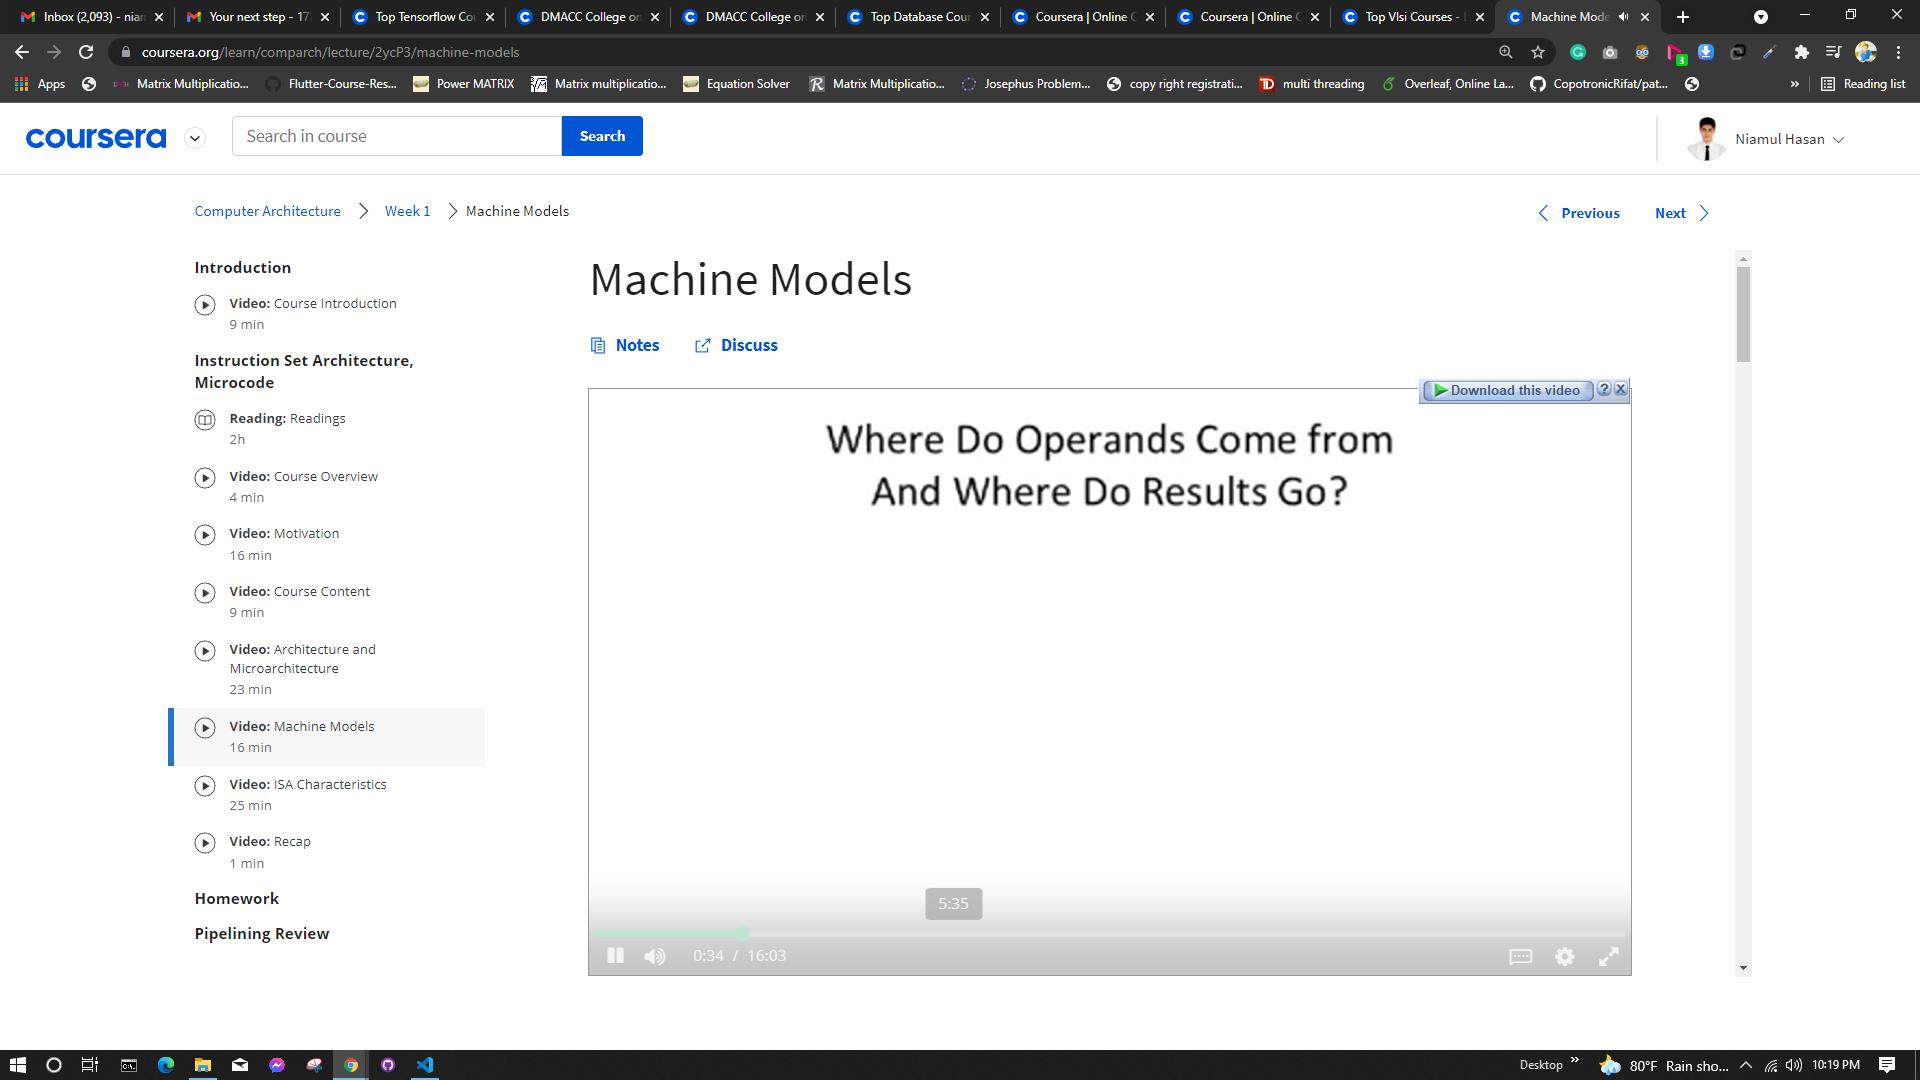 Inbox (2,093) - nian
Your next step - 173
Top Tensorflow Cou
DMACC College on
DMACC College on
Top Database Cour
Coursera | Online C
Coursera | Online C
Top Vlsi Courses - L
Machine Mode
coursera.org/learn/comparch/lecture/2ycP3/machine-models
3
Apps
Matrix Multiplicatio...
Flutter-Course-Res...
Power MATRIX
Matrix multiplicatio...
Equation Solver
Matrix Multiplicatio...
Josephus Problem...
copy right registrati...
multi threading
Overleaf, Online La...
CopotronicRifat/pat...
»
Reading list
coursera
Search in course
Search
Niamul Hasan
Computer Architecture
Week 1
Machine Models
Previous
Next
Introduction
Video: Course Introduction
9 min
Instruction Set Architecture,
Microcode
Reading: Readings
2h
Video: Course Overview
4 min
Video: Motivation
16 min
Video: Course Content
9 min
Video: Architecture and
Microarchitecture
23 min
Video: Machine Models
16 min
Video: ISA Characteristics
25 min
Video: Recap
1 min
Homework
Pipelining Review
Machine Models
Notes
Discuss
Download this video
Where Do Operands Come from
And Where Do Results Go?
5:35
0:34 / 16:03
Desktop
80°F Rain sho...
10:19 PM